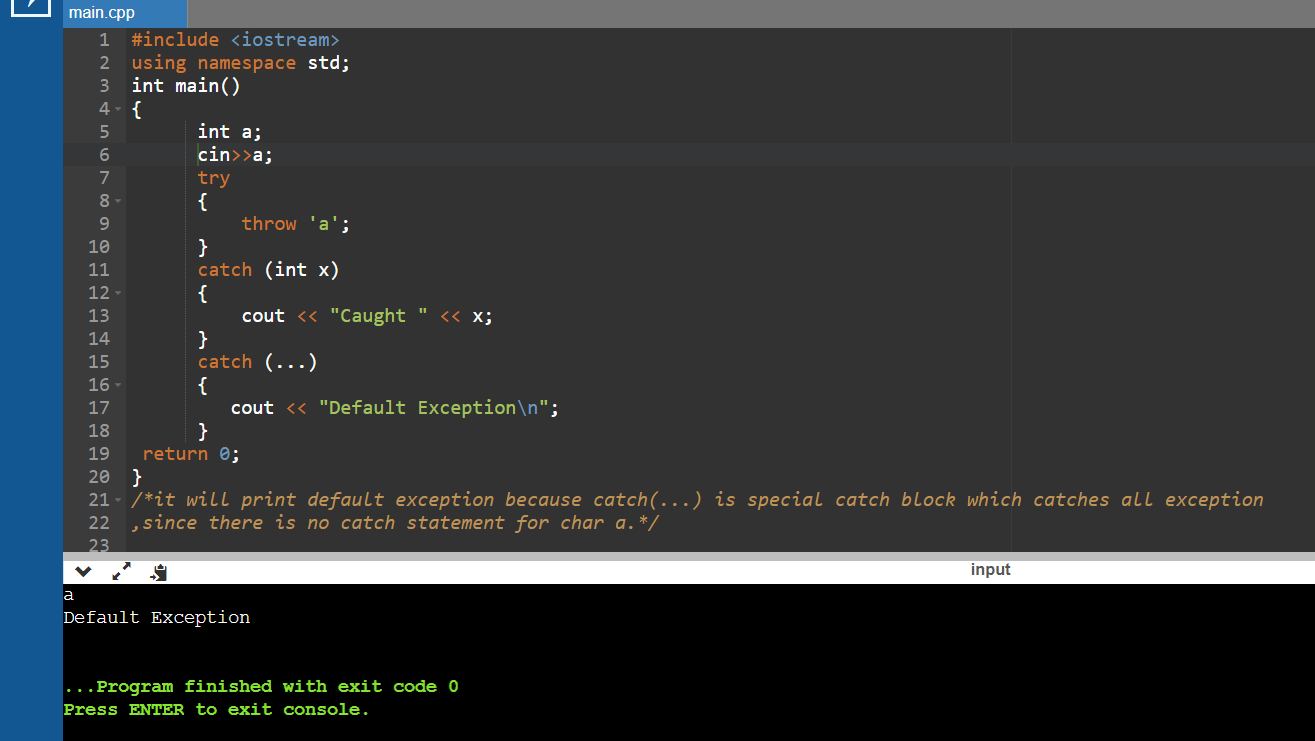 main.cpp
1 #include <iostream>
2 using namespace std;
3 int main()
4 {
5 int a;
6 cin>>a;
7 try
8 {
9 throw 'a';
10 }
11 catch (int x)
12 {
13 cout << "Caught " << x;
14 }
15 catch (...)
16 {
17 cout << "Default Exception\n";
18 }
19 return 0;
20 }
21 /*it will print default exception because catch(...) is special catch block which catches all exception
22 ,since there is no catch statement for char a.*/
23
input
a
Default Exception
...Program finished with exit code 0
Press ENTER to exit console.